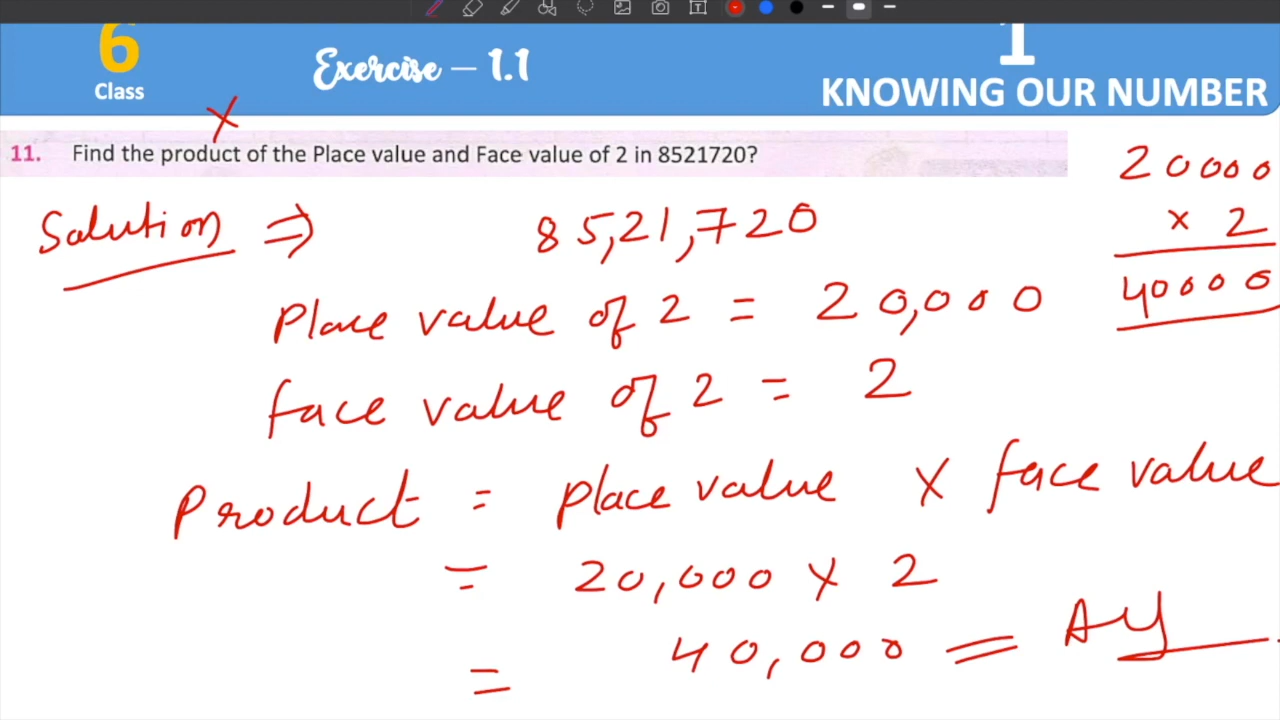 6
Class
Exercise – 1.1
1
KNOWING OUR NUMBER
x
11. Find the product of the Place value and Face value of 2 in 8521720?
Solution ⇒ 85,21,720
20000
x 2
40000
Place value of 2 = 20,000
face value of 2 = 2
Product = place value x face value
= 20,000 x 2
= 40,000 =